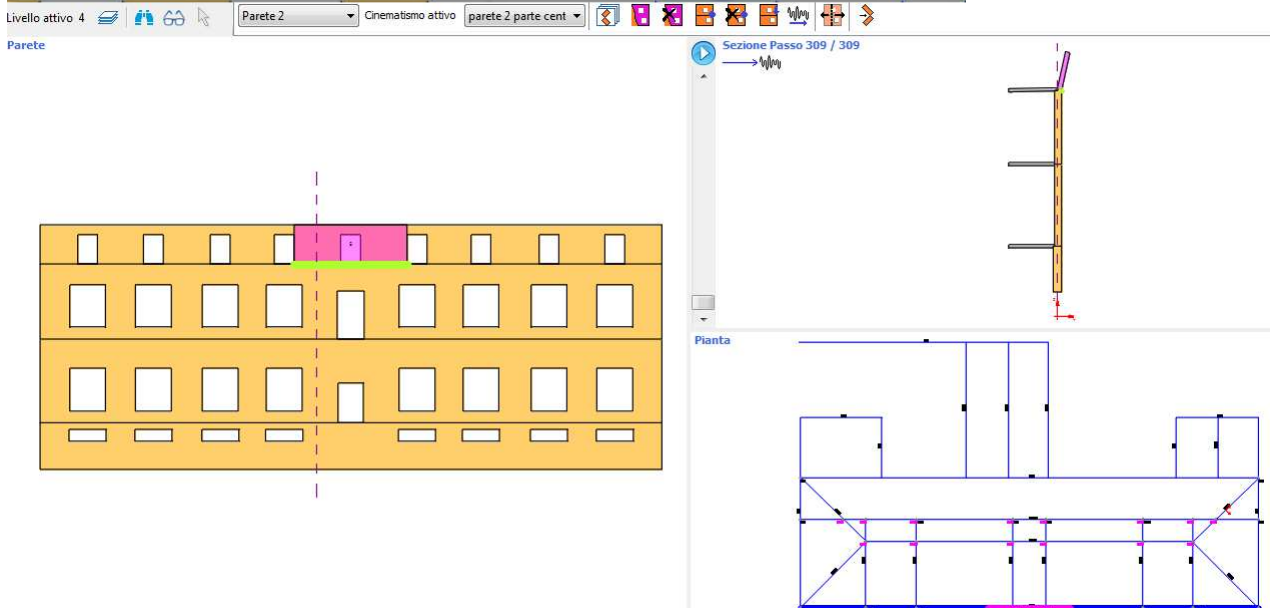 Livello attivo 4
Parete 2
Cinematismo attivo
parete 2 parte cent
Parete
Sezione Passo 309 / 309
Pianta